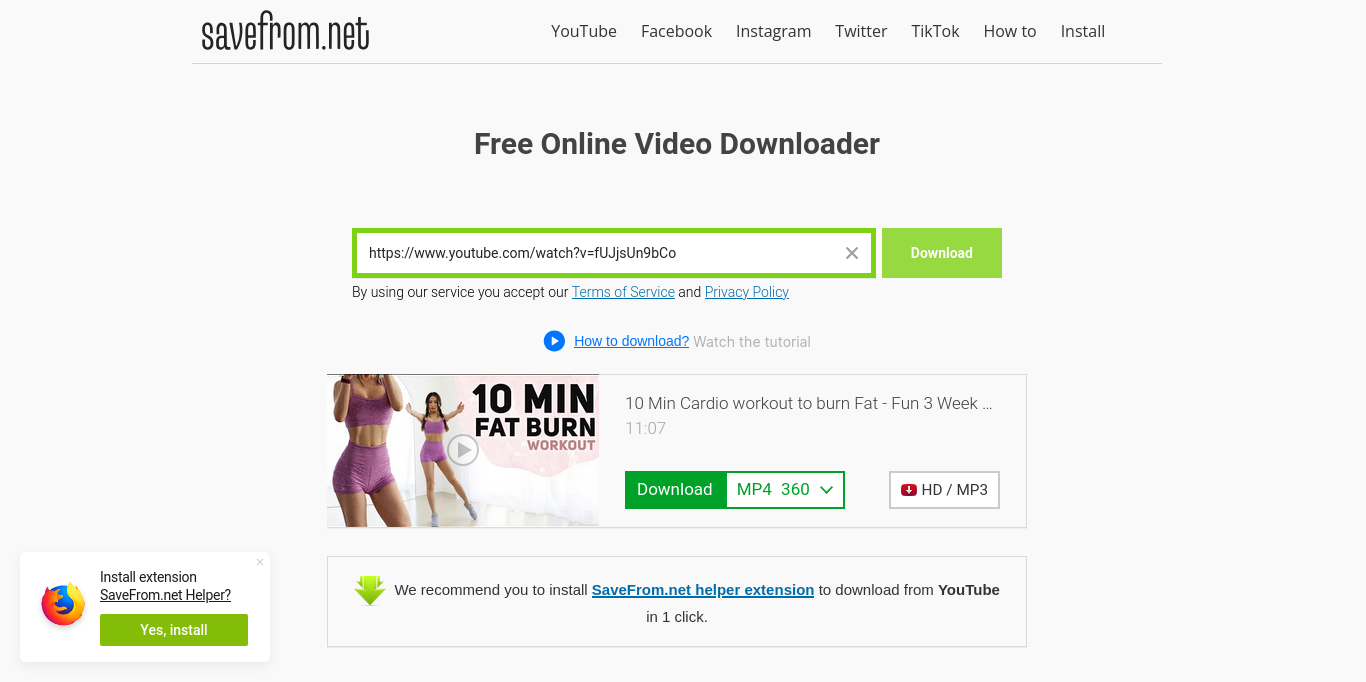 savefrom.net
YouTube Facebook Instagram Twitter TikTok How to Install
Free Online Video Downloader
https://www.youtube.com/watch?v=fUJjsUn9bCo
Download
By using our service you accept our Terms of Service and Privacy Policy
How to download? Watch the tutorial
10 MIN
FAT BURN
WORKOUT
10 Min Cardio workout to burn Fat - Fun 3 Week ...
11:07
Download MP4 360
HD / MP3
We recommend you to install SaveFrom.net helper extension to download from YouTube
in 1 click.
Install extension
SaveFrom.net Helper?
Yes, install